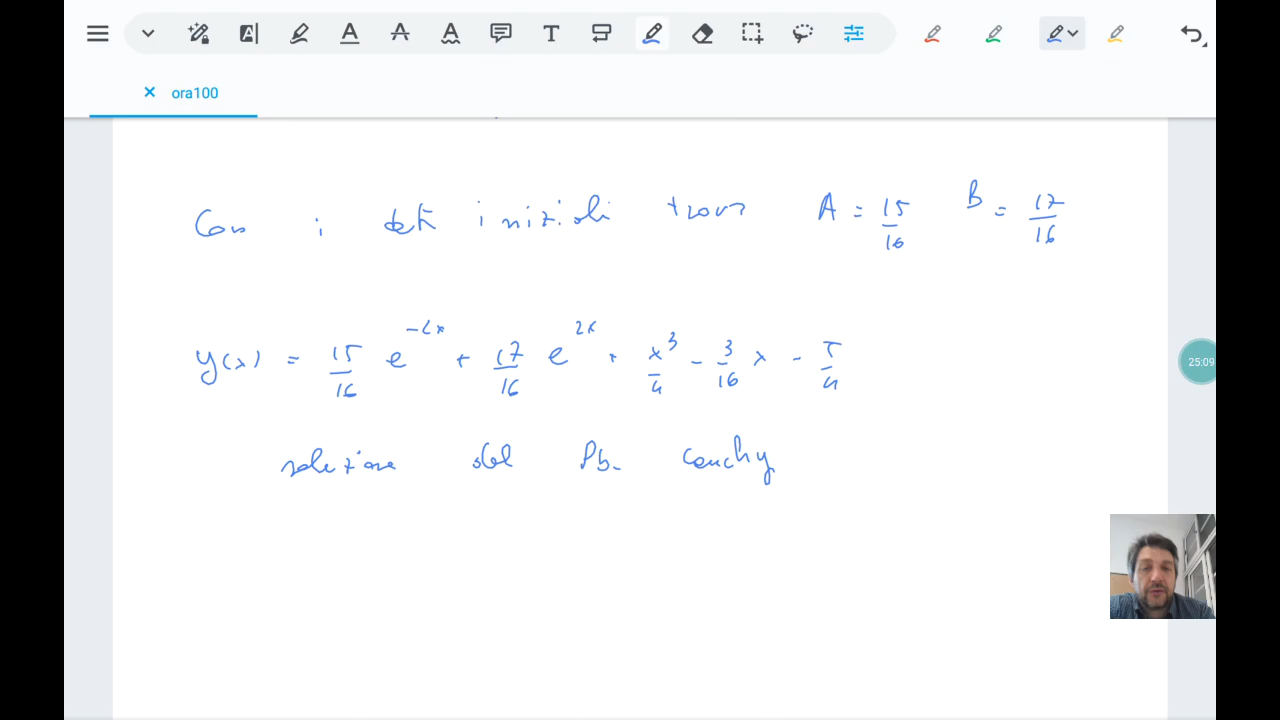 ora100
Con i dati iniziali trovo A = 15/16 B = 17/16
y(x) = 15/16 e^{-2x} + 17/16 e^{2x} + x^3/4 - 3/16 x - 5/4
soluzione del Pb. Cauchy
25:09